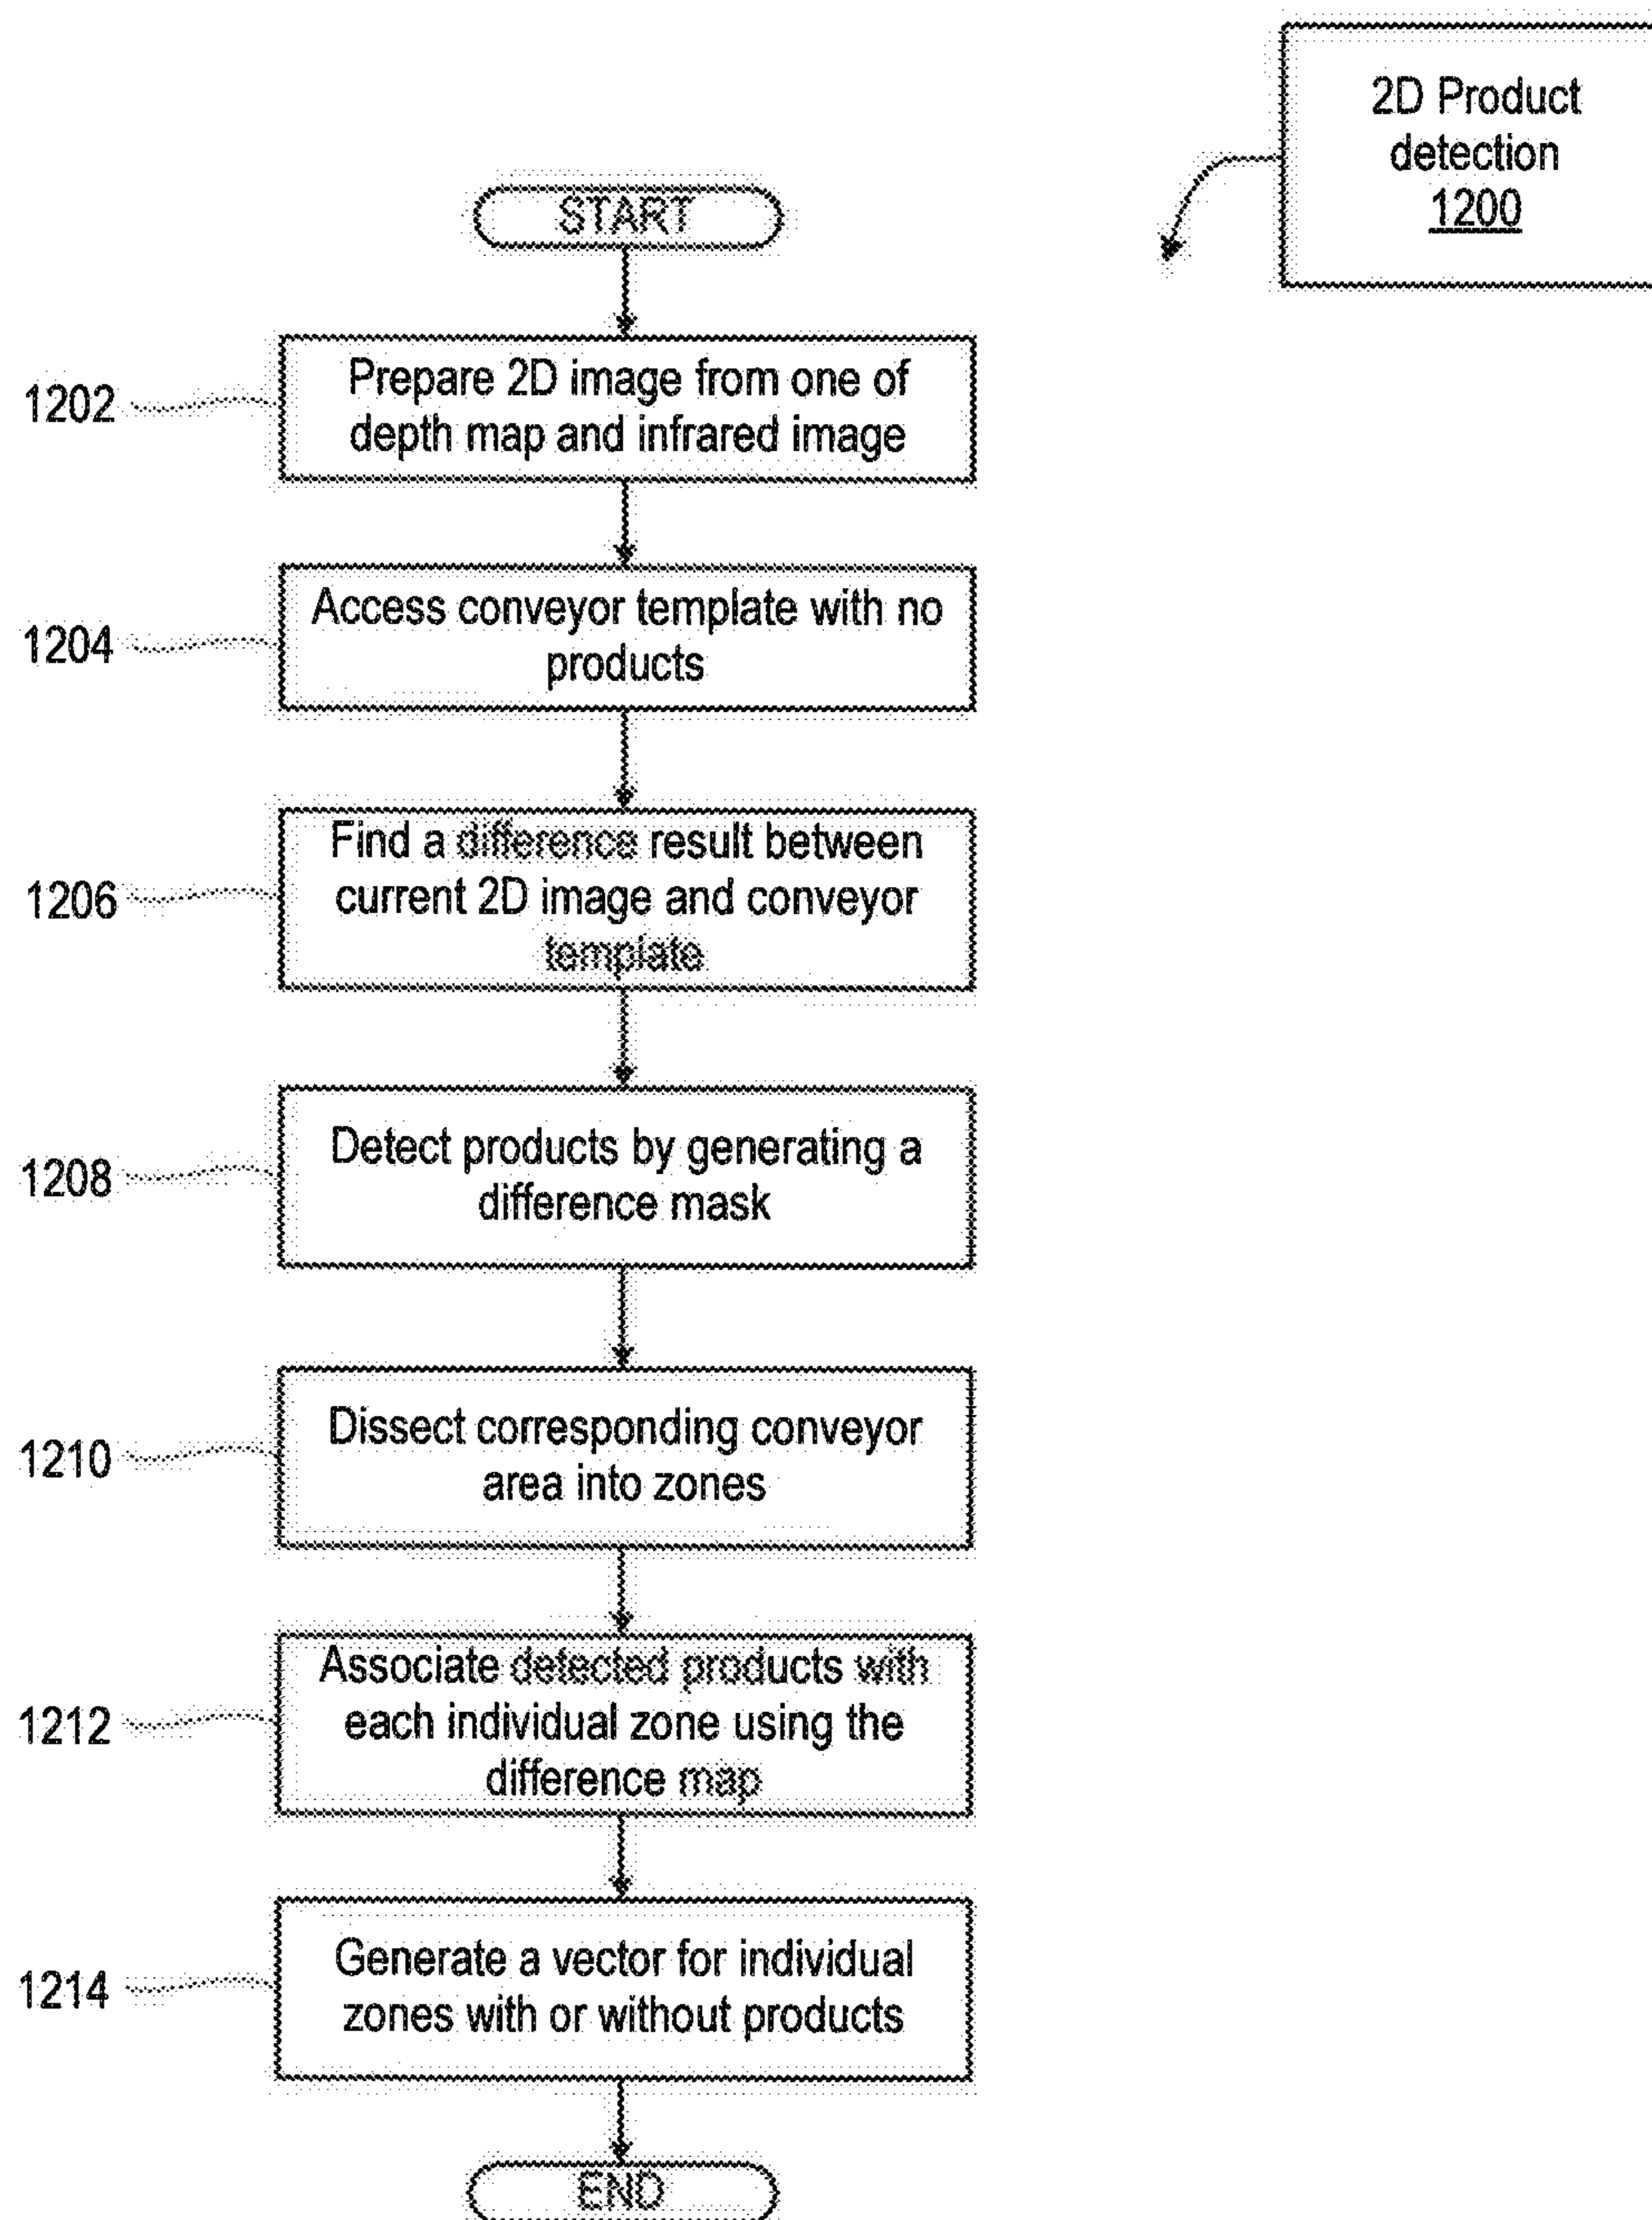 2D Product
detection
1200
START
1202
Prepare 2D image from one of
depth map and infrared image
1204
Access conveyor template with no
products
1206
Find a difference result between
current 2D image and conveyor
template
1208
Detect products by generating a
difference mask
1210
Dissect corresponding conveyor
area into zones
1212
Associate detected products with
each individual zone using the
difference map
1214
Generate a vector for individual
zones with or without products
END